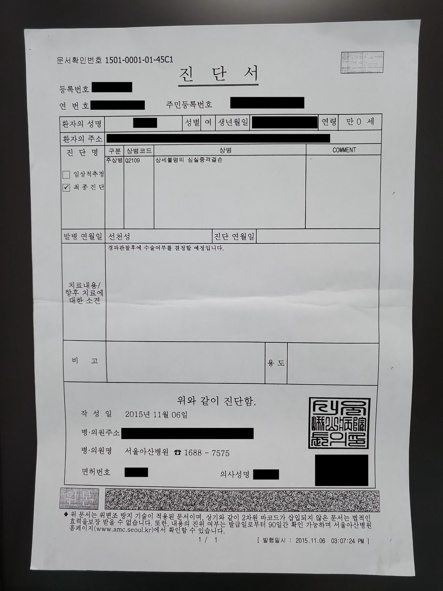 문서확인번호 1501-0001-01-45C1
진 단 서
등록번호
연 번 호 주민등록번호
환자의 성명 성별 여 생년월일 연령 만 0 세
환자의 주소
진 단 명 구분 상병코드 상병 COMMENT
주상병 Q2109 상세불명의 심실중격결손
임상적추정
최 종 진 단
발병 연월일 선천성 진단 연월일
경과관찰후에 수술여부를 결정할 예정입니다.
치료내용/
향후 치료에
대한 소견
비 고 용 도
위와 같이 진단함.
작 성 일 2015년 11월 06일
병·의원주소
병·의원명 서울아산병원 ☎ 1688 - 7575
면허번호 의사성명
◆ 위 문서는 위변조 방지 기술이 적용된 문서이며, 상기와 같이 2차원 바코드가 삽입되지 않은 문서는 법적인
효력을보장 받을 수 없습니다. 또한, 내용의 진위 여부는 발급일로부터 90일간 확인 가능하며 서울아산병원
홈페이지(www.amc.seoul.kr)에서 확인할 수 있습니다.
1 / 1
[ 발행일시 : 2015.11.06 03:07:24 PM ]